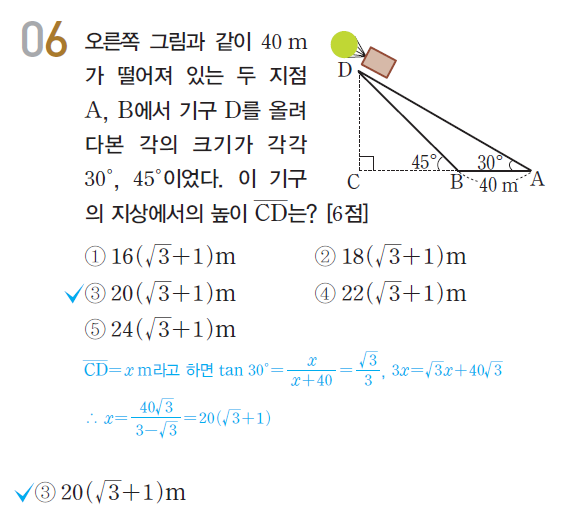 06
오른쪽 그림과 같이 40 m
가 떨어져 있는 두 지점
A, B에서 기구 D를 올려
다본 각의 크기가 각각
30°, 45°이었다. 이 기구
의 지상에서의 높이 \overline{CD}는? [6점]
D
45°
30°
C
B
40 m
A
① 16(√3+1)m
② 18(√3+1)m
③ 20(√3+1)m
④ 22(√3+1)m
⑤ 24(√3+1)m
\overline{CD}=x m라고 하면 tan 30°=x/(x+40)=√3/3, 3x=√3x+40√3
∴ x=40√3/(3-√3)=20(√3+1)
③ 20(√3+1)m